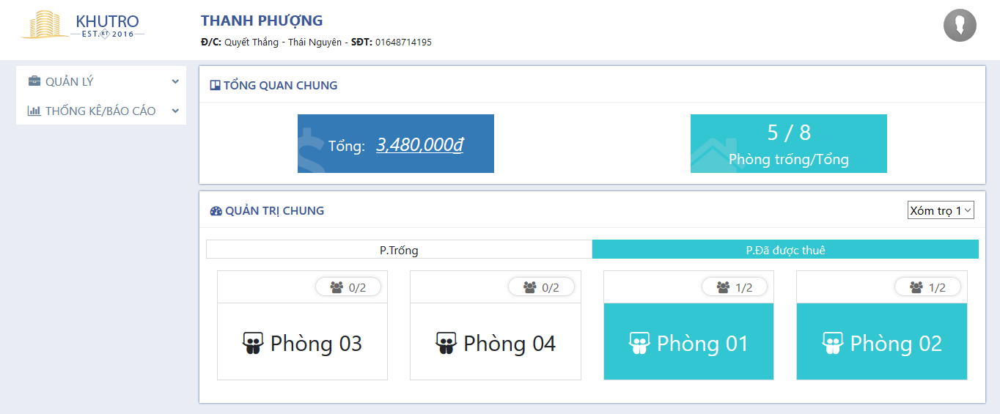 KHUTRO
EST. KT 2016
THANH PHƯỢNG
Đ/C: Quyết Thắng - Thái Nguyên - SĐT: 01648714195
QUẢN LÝ
THỐNG KÊ/BÁO CÁO
TỔNG QUAN CHUNG
Tổng: 3,480,000đ
5 / 8
Phòng trống/Tổng
QUẢN TRỊ CHUNG
Xóm trọ 1
P.Trống
P.Đã được thuê
0/2
Phòng 03
0/2
Phòng 04
1/2
Phòng 01
1/2
Phòng 02